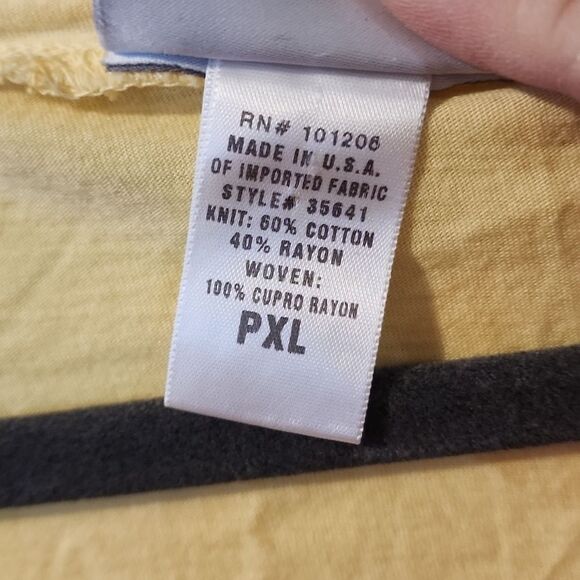 RN# 101206
MADE IN U.S.A.
OF IMPORTED FABRIC
STYLE# 35641
KNIT: 60% COTTON
40% RAYON
WOVEN:
100% CUPRO RAYON
PXL